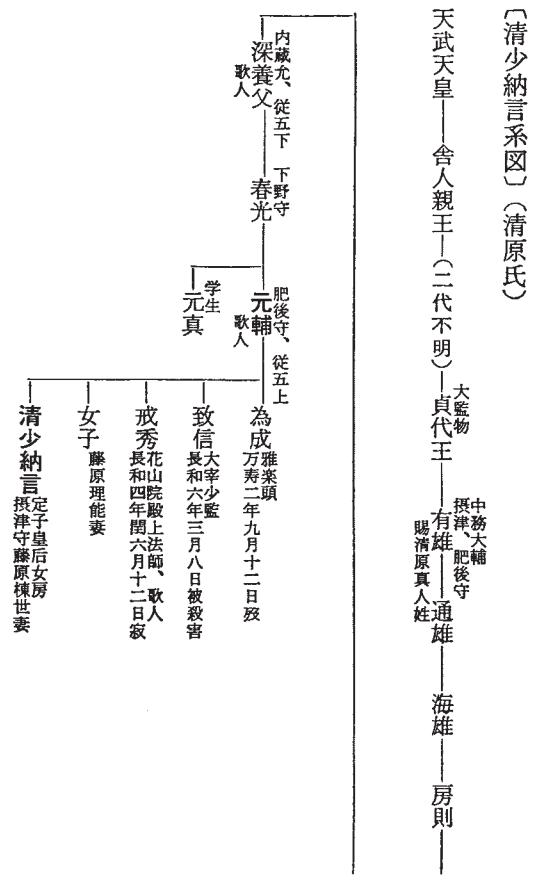 〔清少納言系図〕（清原氏）
天武天皇
舎人親王
（二代不明）
大監物
貞代王
中務大輔
摂津、肥後守
有雄
賜清原真人姓
通雄
海雄
房則
内蔵允、従五下
深養父
歌人
下野守
春光
肥後守、従五上
元輔
歌人
学生
元真
為成
雅楽頭
万寿二年九月十二日歿
致信
大宰少監
長和六年三月八日被殺害
戒秀
花山院殿上法師、歌人
長和四年閏六月十二日寂
女子
藤原理能妻
清少納言
定子皇后女房
摂津守藤原棟世妻